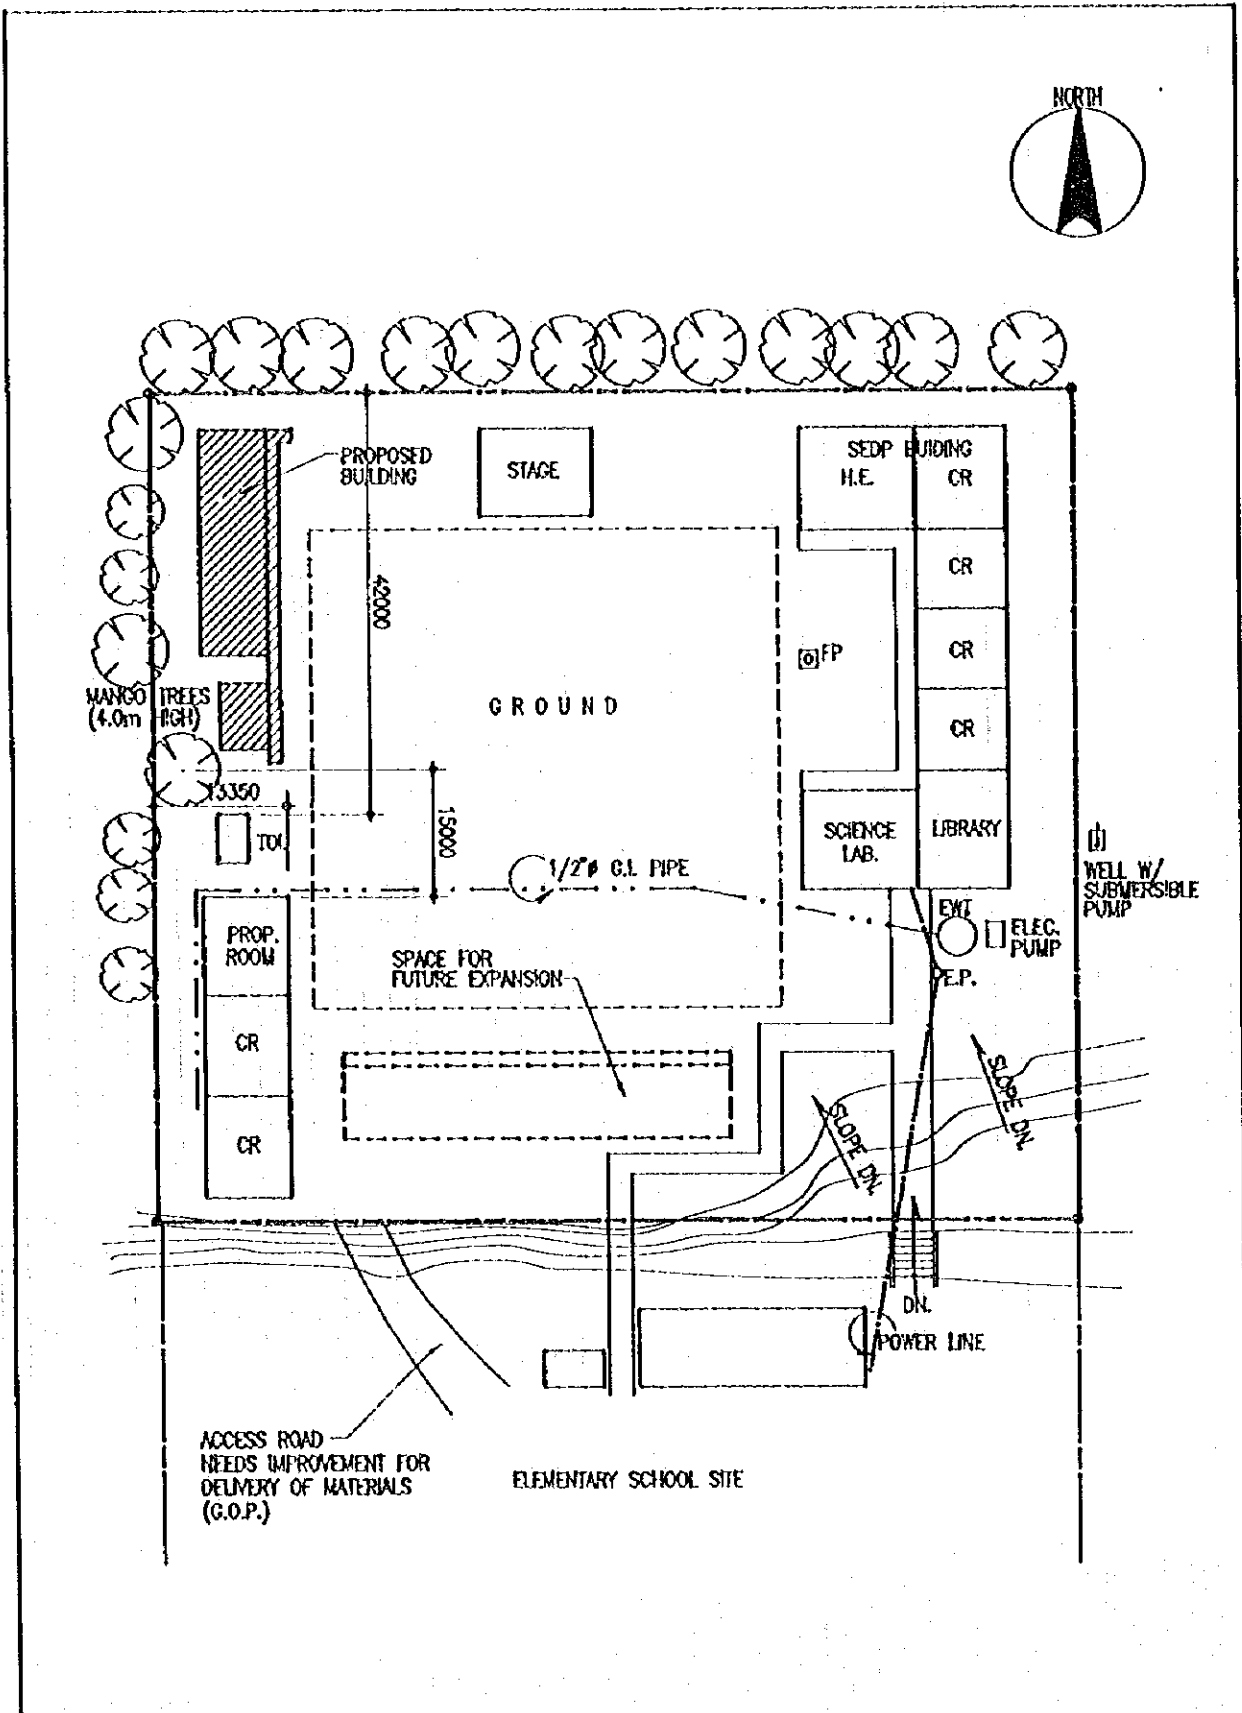 NORTH
PROPOSED
BUILDING
STAGE
SEDP BUIDING
H.E.
CR
CR
CR
CR
42000
FP
GROUND
MANGO TREES
(4.0m HIGH)
13350
TOI.
15000
1/2"ø G.I. PIPE
SCIENCE
LAB.
LIBRARY
WELL W/
SUBMERSIBLE
PUMP
PROP.
ROOM
EWT
ELEC.
PUMP
P.E.P.
SPACE FOR
FUTURE EXPANSION
CR
CR
SLOPE DN.
SLOPE DN.
DN.
POWER LINE
ACCESS ROAD
NEEDS IMPROVEMENT FOR
DELIVERY OF MATERIALS
(G.O.P.)
ELEMENTARY SCHOOL SITE